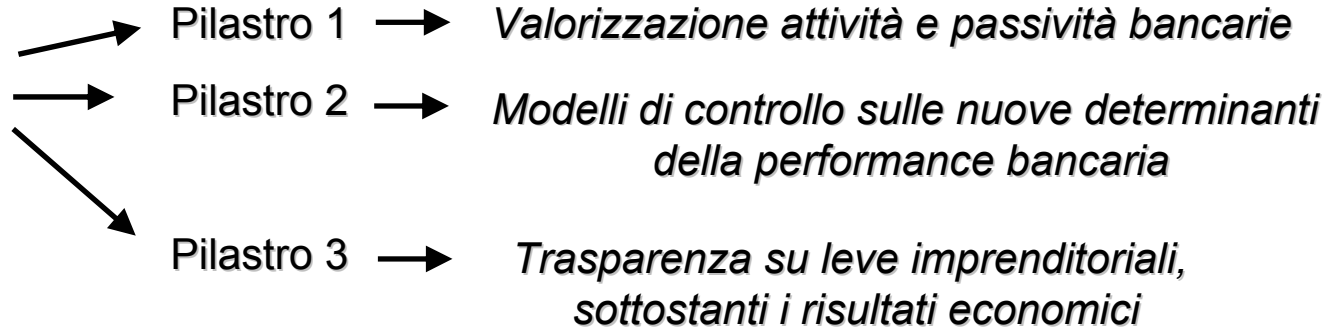 Pilastro 1 Valorizzazione attività e passività bancarie
Pilastro 2 Modelli di controllo sulle nuove determinanti
della performance bancaria
Pilastro 3 Trasparenza su leve imprenditoriali,
sottostanti i risultati economici